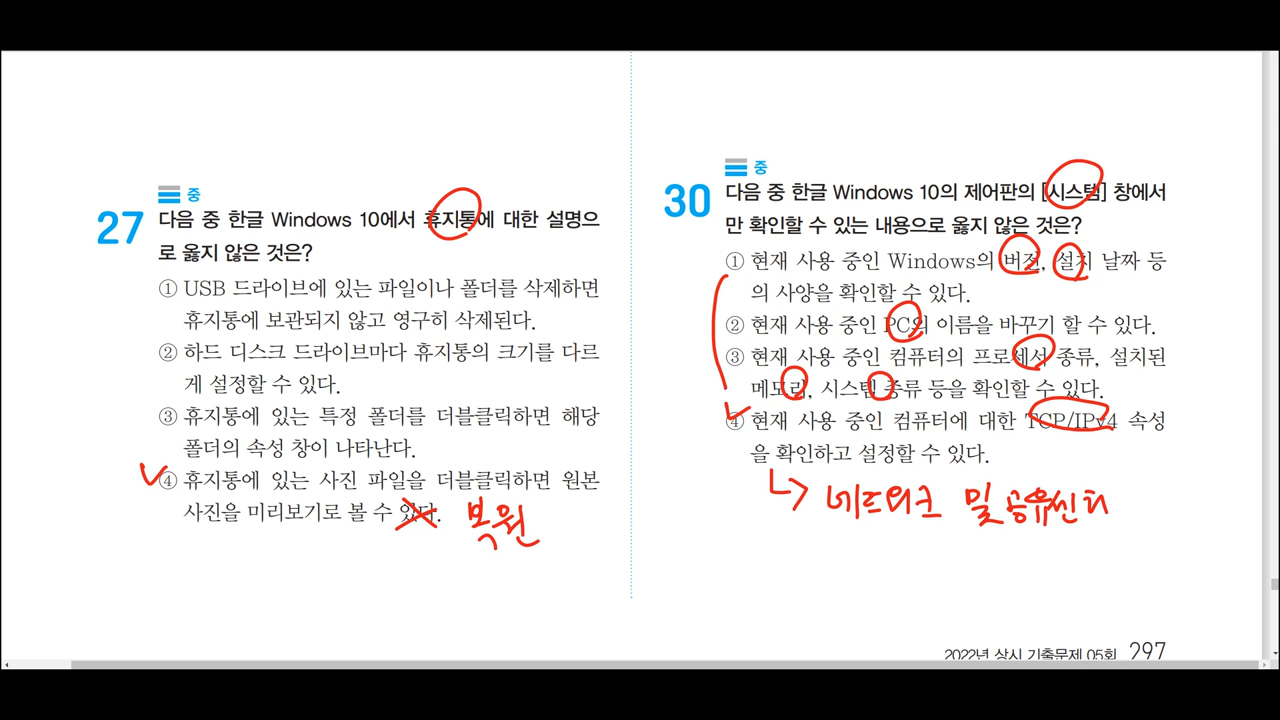 중
27
다음 중 한글 Windows 10에서 휴지통에 대한 설명으
로 옳지 않은 것은?
① USB 드라이브에 있는 파일이나 폴더를 삭제하면
휴지통에 보관되지 않고 영구히 삭제된다.
② 하드 디스크 드라이브마다 휴지통의 크기를 다르
게 설정할 수 있다.
③ 휴지통에 있는 특정 폴더를 더블클릭하면 해당
폴더의 속성 창이 나타난다.
④ 휴지통에 있는 사진 파일을 더블클릭하면 원본
사진을 미리보기로 볼 수 있다. 복원
중
30
다음 중 한글 Windows 10의 제어판의 [시스템] 창에서
만 확인할 수 있는 내용으로 옳지 않은 것은?
① 현재 사용 중인 Windows의 버전, 설치 날짜 등
의 사양을 확인할 수 있다.
② 현재 사용 중인 PC의 이름을 바꾸기 할 수 있다.
③ 현재 사용 중인 컴퓨터의 프로세서 종류, 설치된
메모리, 시스템 종류 등을 확인할 수 있다.
④ 현재 사용 중인 컴퓨터에 대한 TCP/IPv4 속성
을 확인하고 설정할 수 있다.
네트워크 및 공유센터
2022년 상시 기출문제 05회 297